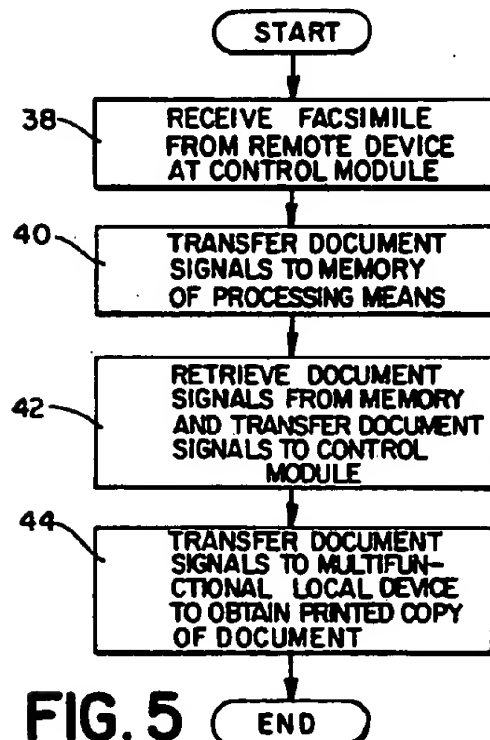 START
38
RECEIVE FACSIMILE
FROM REMOTE DEVICE
AT CONTROL MODULE
40
TRANSFER DOCUMENT
SIGNALS TO MEMORY
OF PROCESSING MEANS
42
RETRIEVE DOCUMENT
SIGNALS FROM MEMORY
AND TRANSFER DOCUMENT
SIGNALS TO CONTROL
MODULE
44
TRANSFER DOCUMENT
SIGNALS TO MULTIFUN-
CTIONAL LOCAL DEVICE
TO OBTAIN PRINTED COPY
OF DOCUMENT
FIG. 5
END